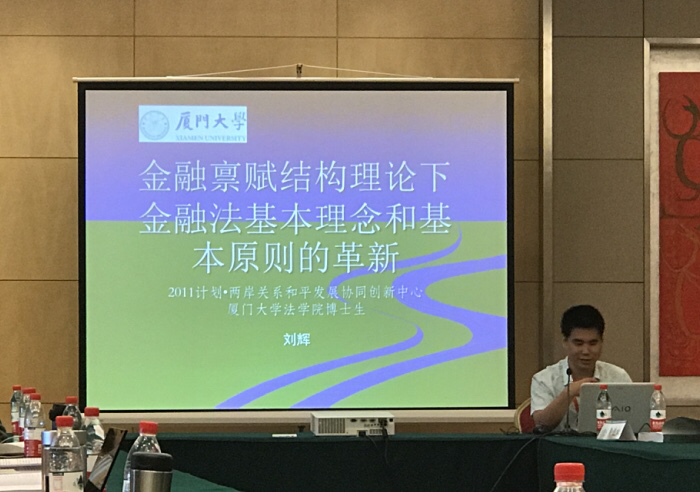 厦門大學
XIAMEN UNIVERSITY
金融禀赋结构理论下
金融法基本理念和基
本原则的革新
2011计划•两岸关系和平发展协同创新中心
厦门大学法学院博士生
刘辉
VAIO